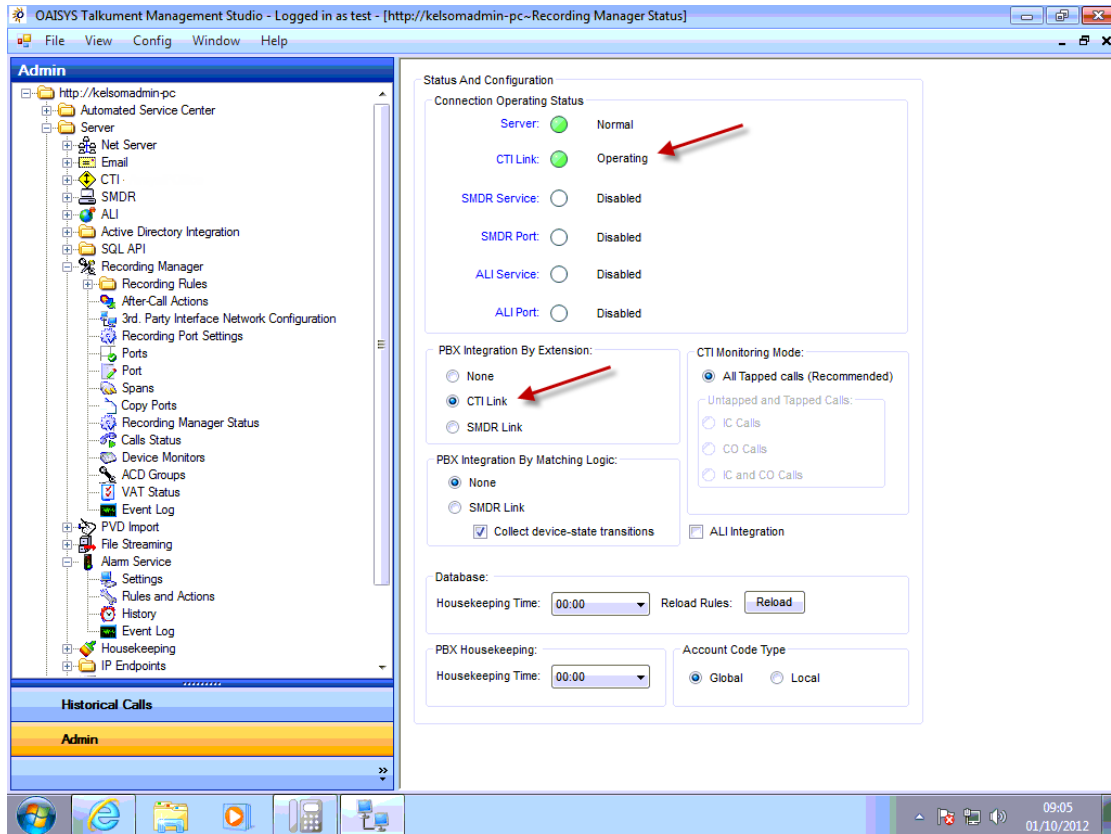 OAISYS Talkument Management Studio - Logged in as test - [http://kelsomadmin-pc~Recording Manager Status]
File View Config Window Help
Admin
http://kelsomadmin-pc
Automated Service Center
Server
Net Server
Email
CTI
SMDR
ALI
Active Directory Integration
SQL API
Recording Manager
Recording Rules
After-Call Actions
3rd. Party Interface Network Configuration
Recording Port Settings
Ports
Port
Spans
Copy Ports
Recording Manager Status
Calls Status
Device Monitors
ACD Groups
VAT Status
Event Log
PVD Import
File Streaming
Alarm Service
Settings
Rules and Actions
History
Event Log
Housekeeping
IP Endpoints
Historical Calls
Admin
Status And Configuration
Connection Operating Status
Server: Normal
CTI Link: Operating
SMDR Service: Disabled
SMDR Port: Disabled
ALI Service: Disabled
ALI Port: Disabled
PBX Integration By Extension:
None
CTI Link
SMDR Link
CTI Monitoring Mode:
All Tapped calls (Recommended)
Untapped and Tapped Calls:
IC Calls
CO Calls
IC and CO Calls
PBX Integration By Matching Logic:
None
SMDR Link
Collect device-state transitions
ALI Integration
Database:
Housekeeping Time: 00:00 Reload Rules: Reload
PBX Housekeeping:
Housekeeping Time: 00:00
Account Code Type
Global Local
09:05
01/10/2012